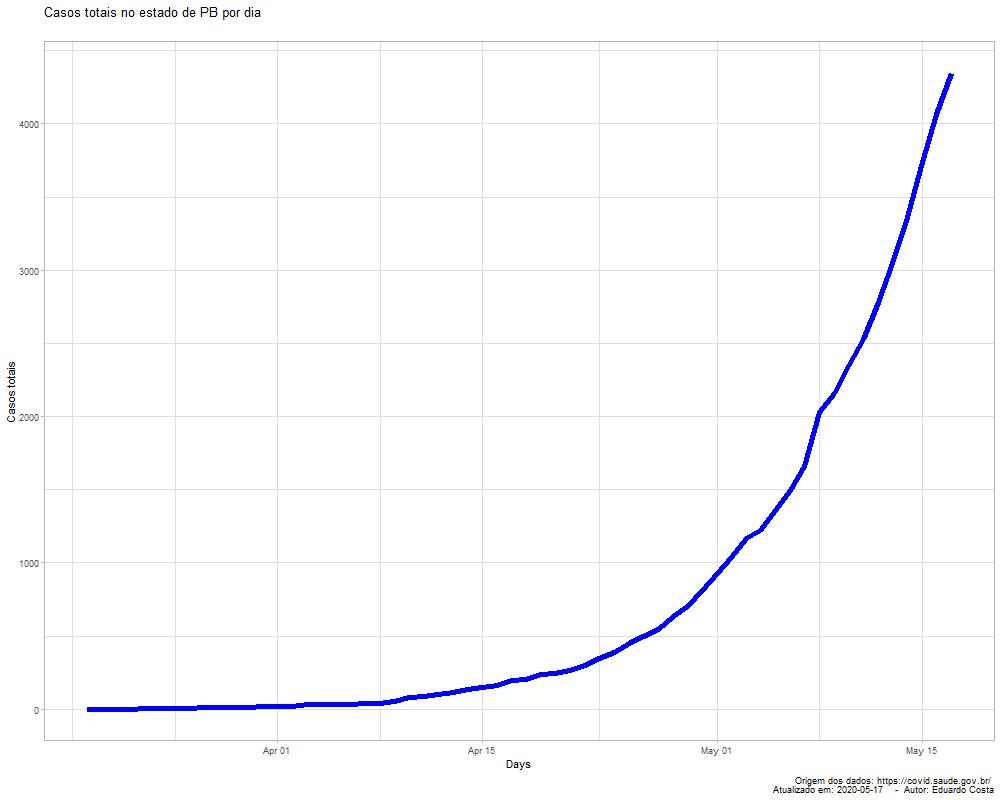 Casos totais no estado de PB por dia
4000
3000
2000
1000
0
Casos totais
Apr 01
Apr 15
May 01
May 15
Days
Origem dos dados: https://covid.saude.gov.br/
Atualizado em: 2020-05-17 - Autor: Eduardo Costa